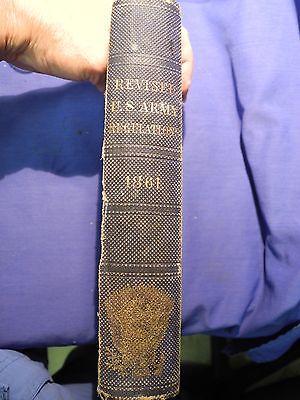 REVISED
U.S. ARMY
REGULATIONS
1861